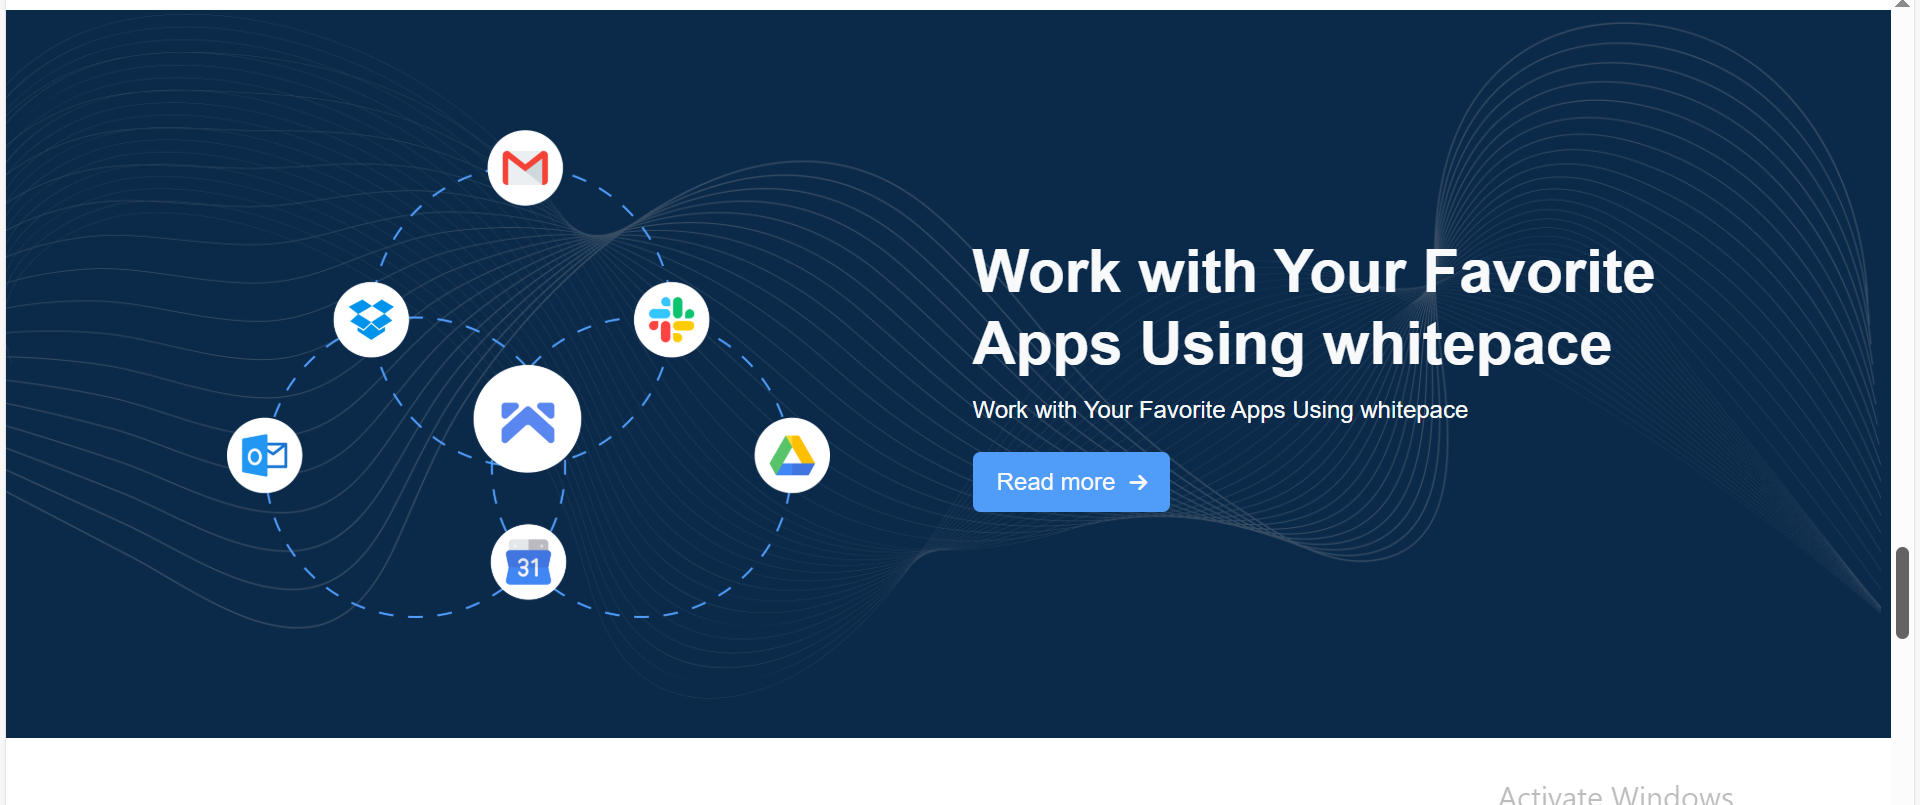 Work with Your Favorite
Apps Using whitepace
Work with Your Favorite Apps Using whitepace
Read more
O
31
Activate Windows